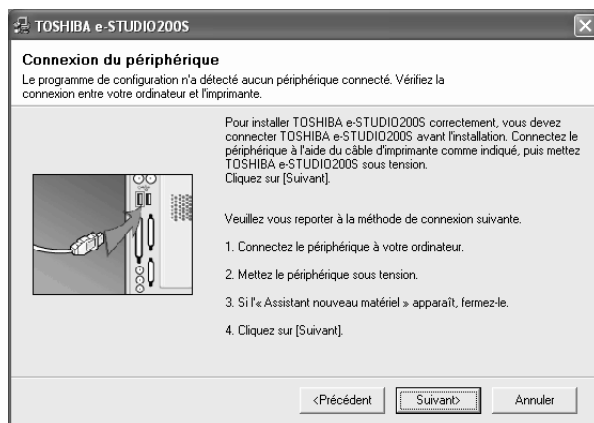 TOSHIBA e-STUDIO200S
Connexion du périphérique
Le programme de configuration n'a détecté aucun périphérique connecté. Vérifiez la
connexion entre votre ordinateur et l'imprimante.
Pour installer TOSHIBA e-STUDIO200S correctement, vous devez
connecter TOSHIBA e-STUDIO200S avant l'installation. Connectez le
périphérique à l'aide du câble d'imprimante comme indiqué, puis mettez
TOSHIBA e-STUDIO200S sous tension.
Cliquez sur [Suivant].
Veuillez vous reporter à la méthode de connexion suivante.
1. Connectez le périphérique à votre ordinateur.
2. Mettez le périphérique sous tension.
3. Si l'« Assistant nouveau matériel » apparaît, fermez-le.
4. Cliquez sur [Suivant].
<Précédent
Suivant>
Annuler